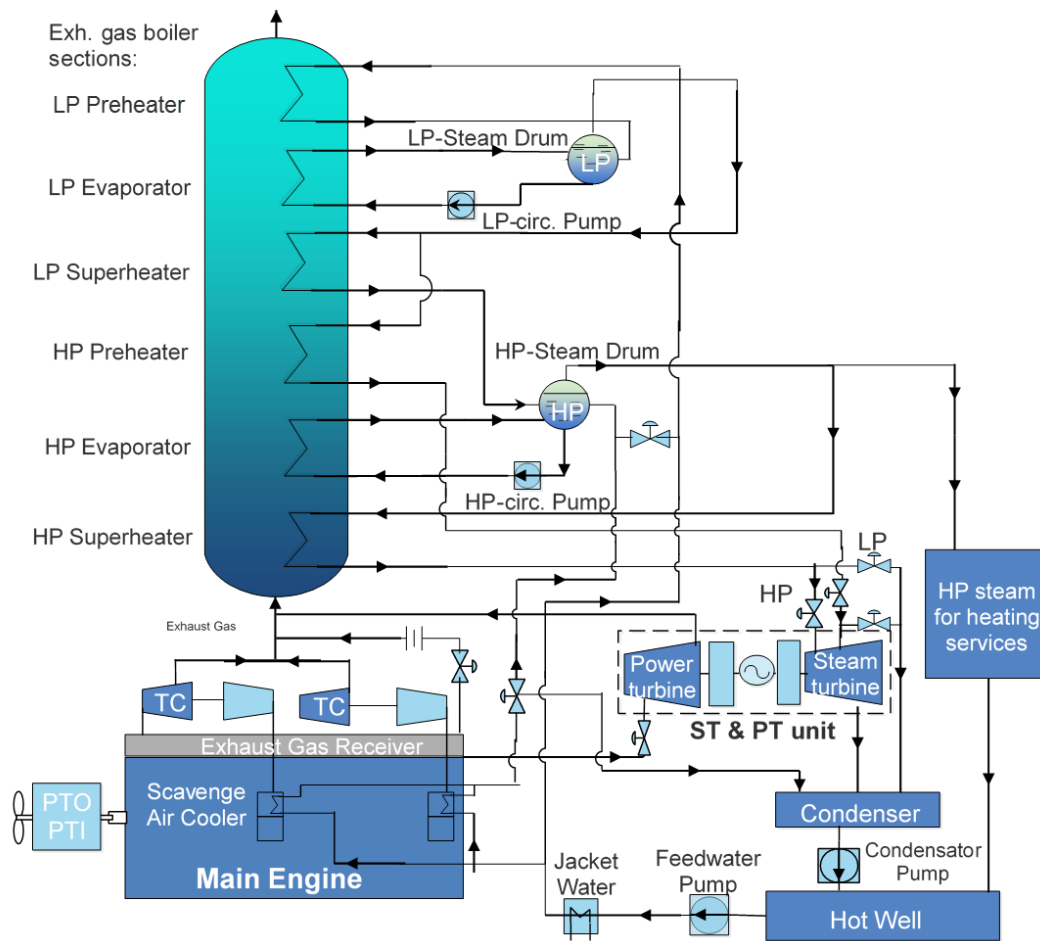 Exh. gas boiler
sections:
LP Preheater
LP-Steam Drum
LP
LP Evaporator
LP-circ. Pump
LP Superheater
HP Preheater
HP-Steam Drum
HP
HP Evaporator
HP-circ. Pump
HP Superheater
LP
HP
HP steam
for heating
services
Exhaust Gas
TC
TC
Power
turbine
Steam
turbine
ST & PT unit
Exhaust Gas Receiver
Scavenge
Air Cooler
PTO
PTI
Main Engine
Condenser
Condensator
Pump
Jacket
Water
Feedwater
Pump
Hot Well